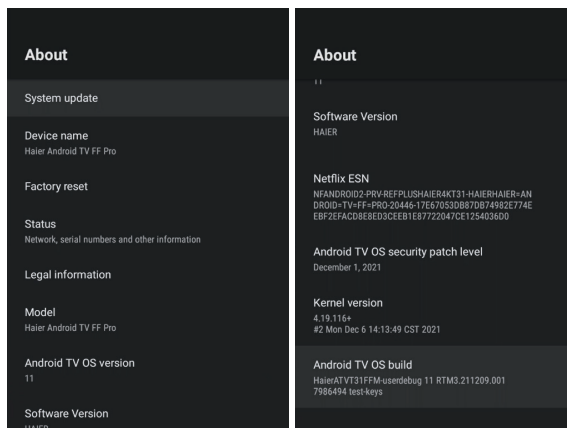 About
System update
Device name
Haier Android TV FF Pro
Factory reset
Status
Network, serial numbers and other information
Legal information
Model
Haier Android TV FF Pro
Android TV OS version
11
Software Version
HAIER
About
11
Software Version
HAIER
Netflix ESN
NFANDROID2-PRV-REFPLUSHAIER4KT31-HAIERHAIER=AN
DROID=TV=FF=PRO-20446-17E67053DB87DB74982E774E
EBF2EFACD8E8ED3CEEB1E87722047CE1254036D0
Android TV OS security patch level
December 1, 2021
Kernel version
4.19.116+
#2 Mon Dec 6 14:13:49 CST 2021
Android TV OS build
HaierATVT31FFM-userdebug 11 RTM3.211209.001
7986494 test-keys